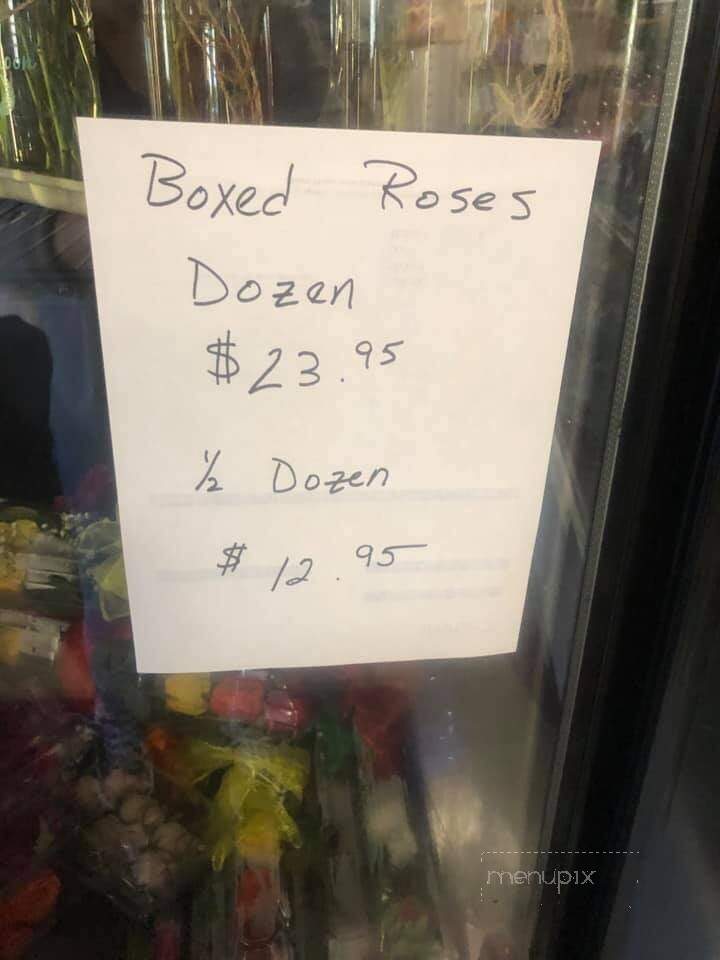 Boxed Roses
Dozen
$23.95
½ Dozen
$12.95
menupix